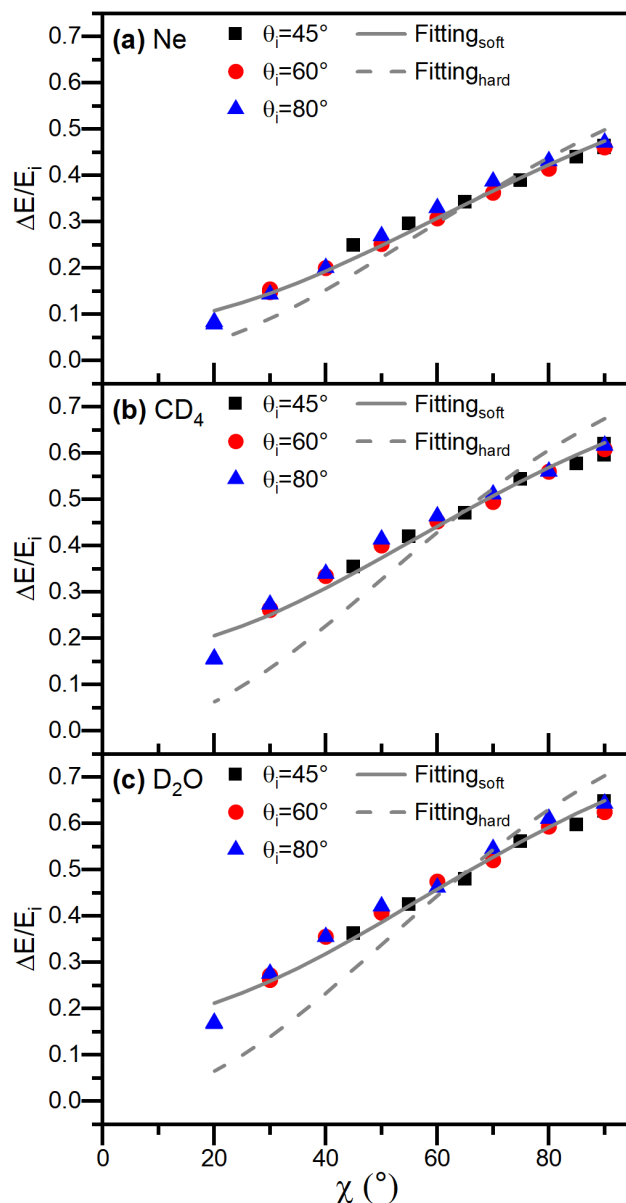 (a) Ne θi=45° Fittingsoft
θi=60° Fittinghard
θi=80°
0.7
0.6
0.5
0.4
0.3
0.2
0.1
0.0
ΔE/Ei
(b) CD4 θi=45° Fittingsoft
θi=60° Fittinghard
θi=80°
0.7
0.6
0.5
0.4
0.3
0.2
0.1
0.0
ΔE/Ei
(c) D2O θi=45° Fittingsoft
θi=60° Fittinghard
θi=80°
0.7
0.6
0.5
0.4
0.3
0.2
0.1
0.0
ΔE/Ei
0 20 40 60 80
χ (°)